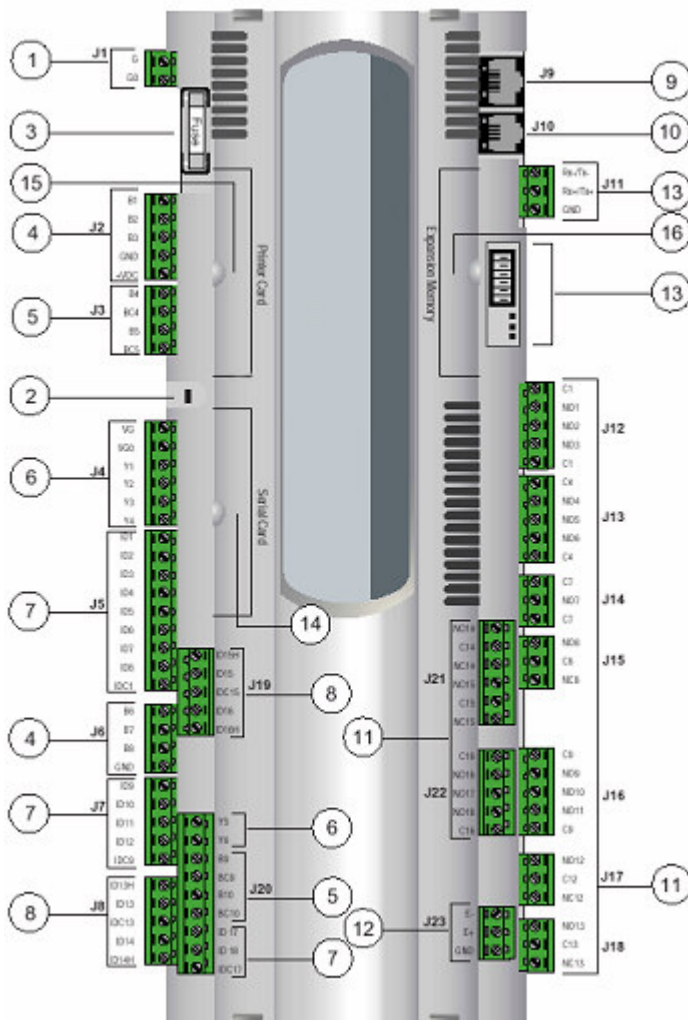 J1
G
G0
1
Fuse
3
15
J2
B1
B2
B3
GND
+VDC
4
Printer Card
J3
B4
BC4
B5
BC5
5
2
J4
VG
VG0
Y1
Y2
Y3
Y4
6
Serial Card
14
J5
ID1
ID2
ID3
ID4
ID5
ID6
ID7
ID8
IDC1
7
J19
ID15H
ID15
IDC15
ID16
ID16H
8
J6
B6
B7
B8
GND
4
J7
ID9
ID10
ID11
ID12
IDC9
7
J8
ID13H
ID13
IDC13
ID14
ID14H
8
J20
Y5
Y6
6
B9
BC9
B10
BC10
5
ID17
ID18
IDC17
7
J9
9
J10
10
J11
Rx-/Tx-
Rx+/Tx+
GND
13
Expansion Memory
16
13
J12
C1
NO1
NO2
NO3
C1
J13
C4
NO4
NO5
NO6
C4
J14
C7
NO7
C7
J15
NO8
C8
NC8
J21
NO14
C14
NC14
NO15
C15
NC15
11
J22
C16
NO16
NO17
NO18
C16
J16
C9
NO9
NO10
NO11
C9
J17
NO12
C12
NC12
11
J18
NO13
C13
NC13
J23
E-
E+
GND
12